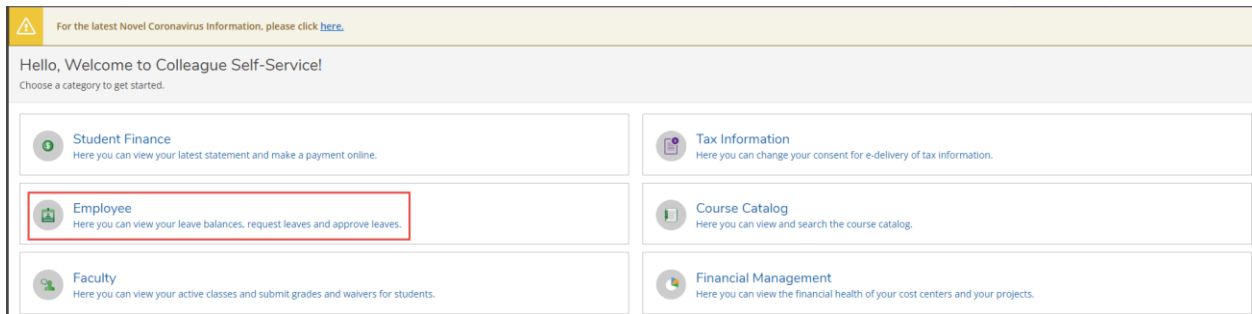 For the latest Novel Coronavirus Information, please click here.
Hello, Welcome to Colleague Self-Service!
Choose a category to get started.
Student Finance
Here you can view your latest statement and make a payment online.
Tax Information
Here you can change your consent for e-delivery of tax information.
Employee
Here you can view your leave balances, request leaves and approve leaves.
Course Catalog
Here you can view and search the course catalog.
Faculty
Here you can view your active classes and submit grades and waivers for students.
Financial Management
Here you can view the financial health of your cost centers and your projects.